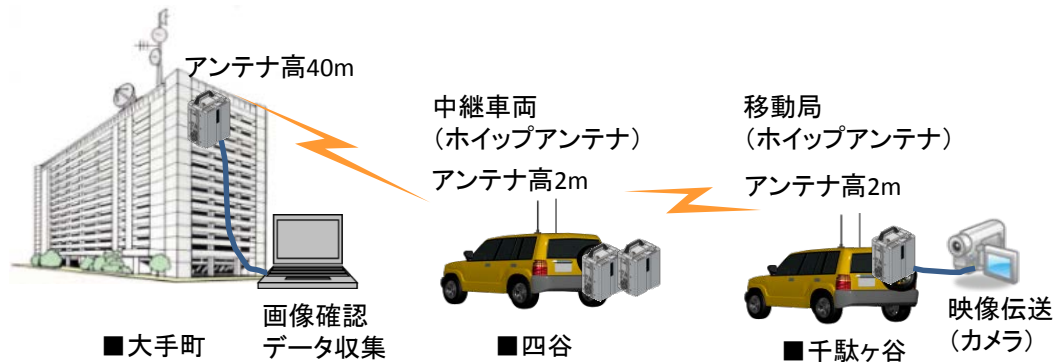 アンテナ高40m
中継車両
（ホイップアンテナ）
アンテナ高2m
移動局
（ホイップアンテナ）
アンテナ高2m
画像確認
データ収集
映像伝送
（カメラ）
■大手町
■四谷
■千駄ヶ谷